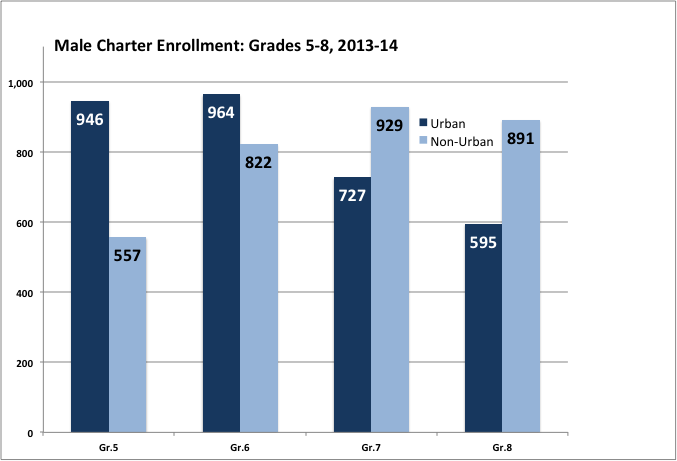 Male Charter Enrollment: Grades 5-8, 2013-14
1,000
800
600
400
200
0
946
557
964
822
727
929
595
891
Urban
Non-Urban
Gr.5
Gr.6
Gr.7
Gr.8